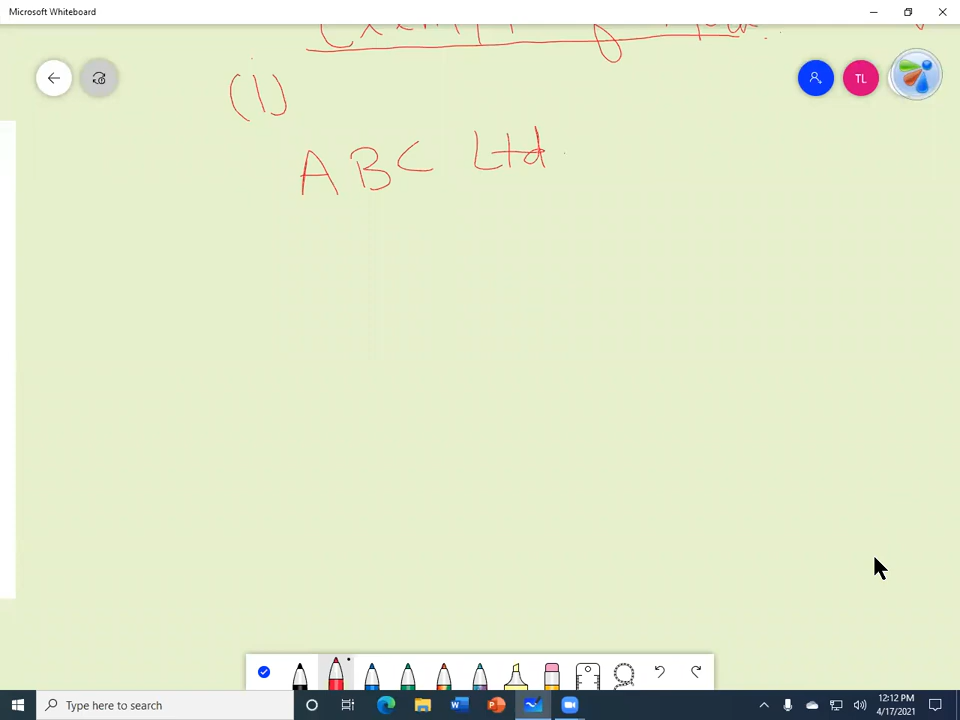 Microsoft Whiteboard
(1)
TL
ABC Ltd
Type here to search
12:12 PM
4/17/2021